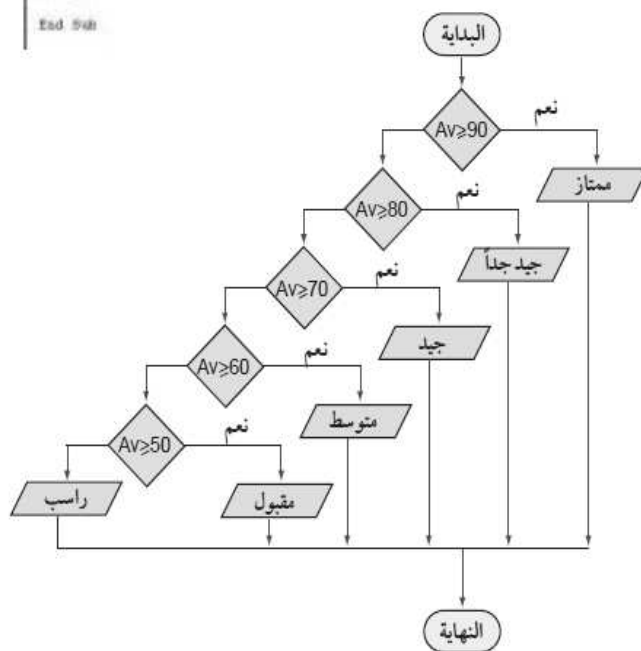 End Sub
البداية
نعم
Av≥90
ممتاز
نعم
Av≥80
جيد جداً
نعم
Av≥70
جيد
نعم
Av≥60
متوسط
نعم
Av≥50
مقبول
راسب
النهاية